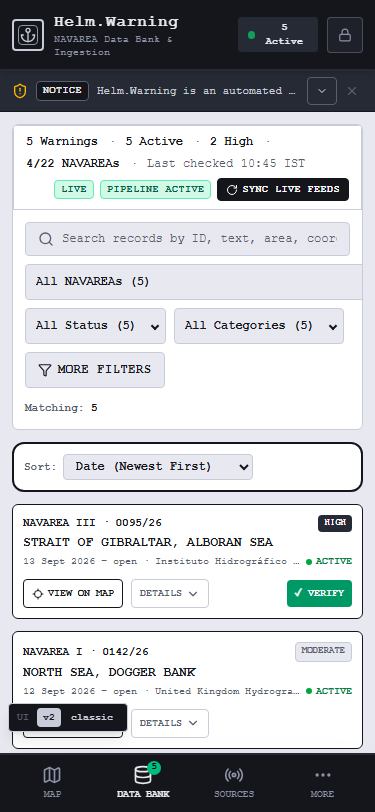 Helm.Warning
NAVAREA Data Bank &
Ingestion
5
Active
NOTICE Helm.Warning is an automated …
5 Warnings · 5 Active · 2 High ·
4/22 NAVAREAs · Last checked 10:45 IST
LIVE PIPELINE ACTIVE SYNC LIVE FEEDS
Search records by ID, text, area, coor
All NAVAREAs (5)
All Status (5) All Categories (5)
MORE FILTERS
Matching: 5
Sort: Date (Newest First)
NAVAREA III · 0095/26 HIGH
STRAIT OF GIBRALTAR, ALBORAN SEA
13 Sept 2026 – open · Instituto Hidrográfico … ACTIVE
VIEW ON MAP DETAILS ✓ VERIFY
NAVAREA I · 0142/26 MODERATE
NORTH SEA, DOGGER BANK
12 Sept 2026 – open · United Kingdom Hydrogra… ACTIVE
UI v2 classic DETAILS
5
MAP DATA BANK SOURCES MORE